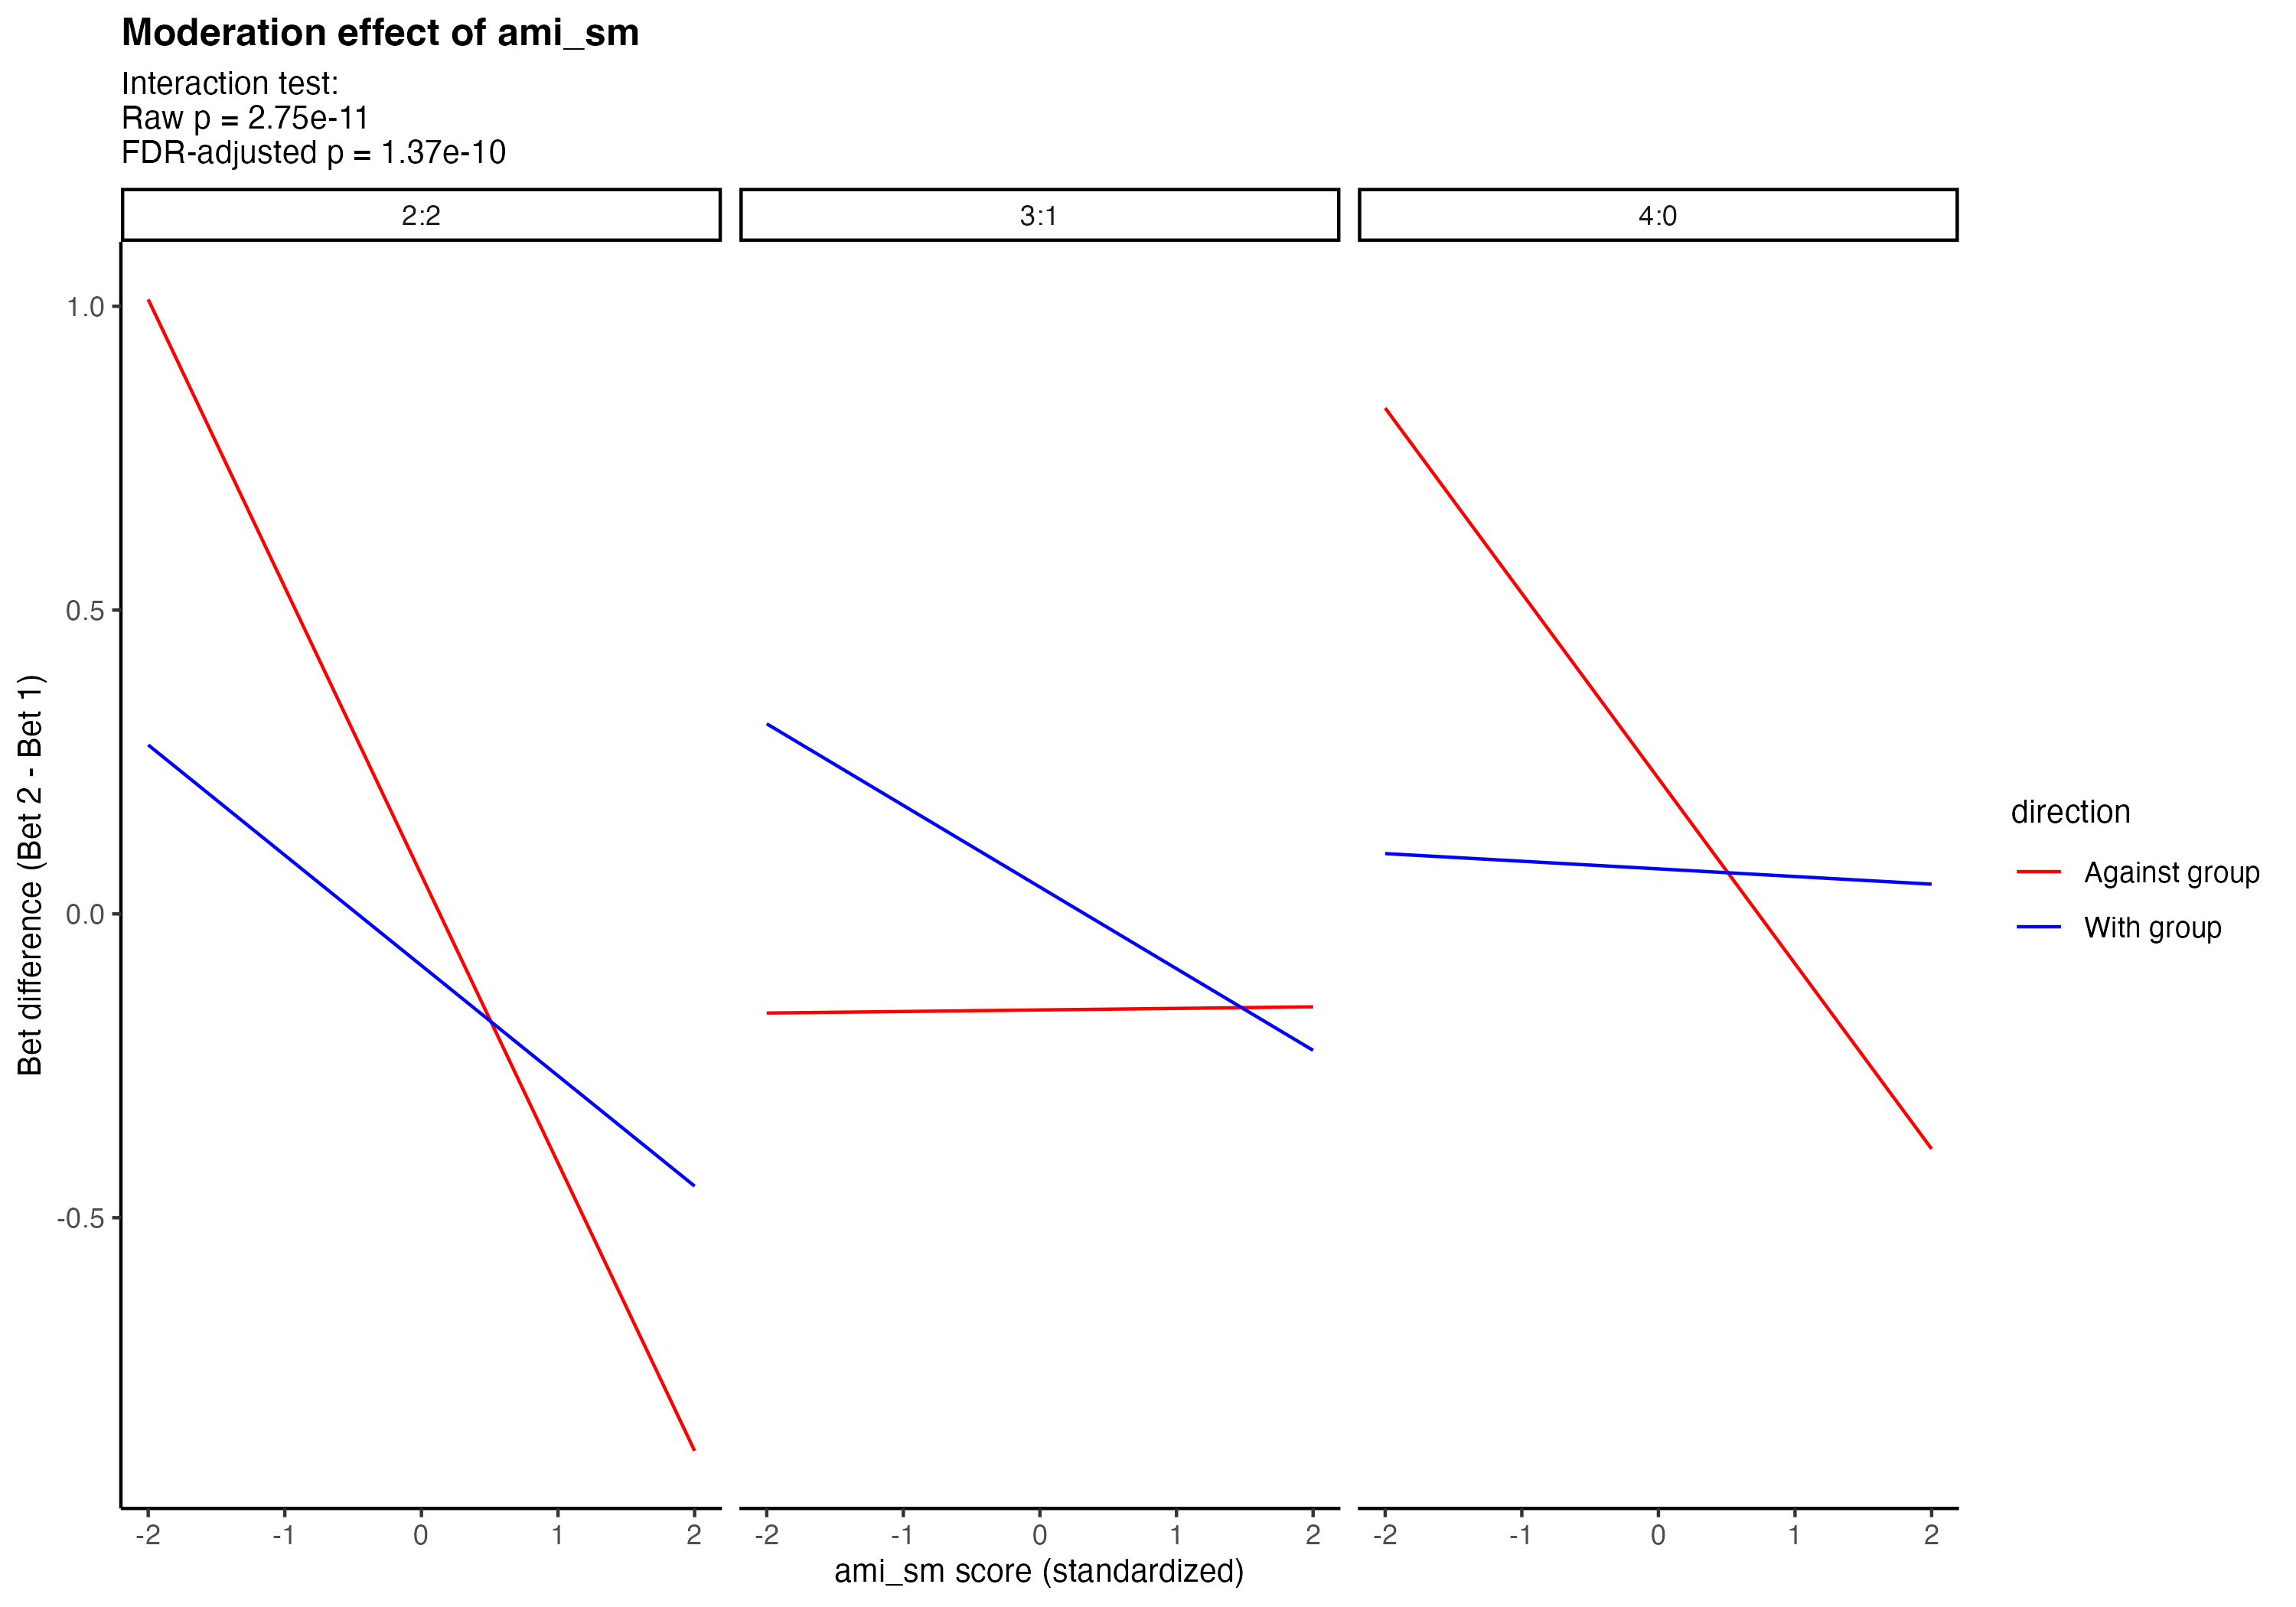 Moderation effect of ami_sm
Interaction test:
Raw p = 2.75e-11
FDR-adjusted p = 1.37e-10
2:2
3:1
4:0
Bet difference (Bet 2 - Bet 1)
1.0
0.5
0.0
-0.5
-2 -1 0 1 2
-2 -1 0 1 2
-2 -1 0 1 2
ami_sm score (standardized)
direction
Against group
With group